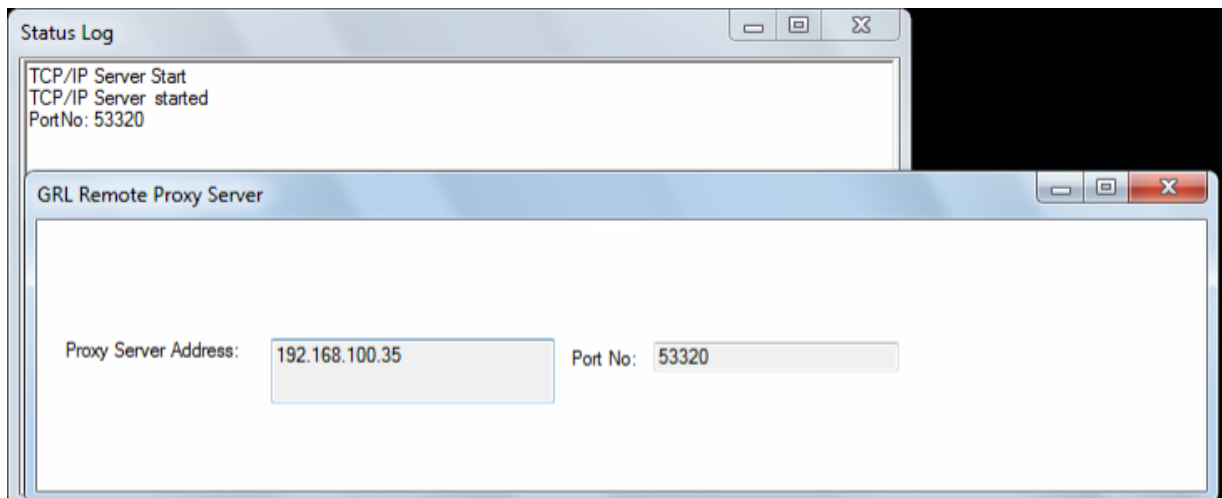 Status Log
TCP/IP Server Start
TCP/IP Server started
PortNo: 53320
GRL Remote Proxy Server
Proxy Server Address: 192.168.100.35 Port No: 53320